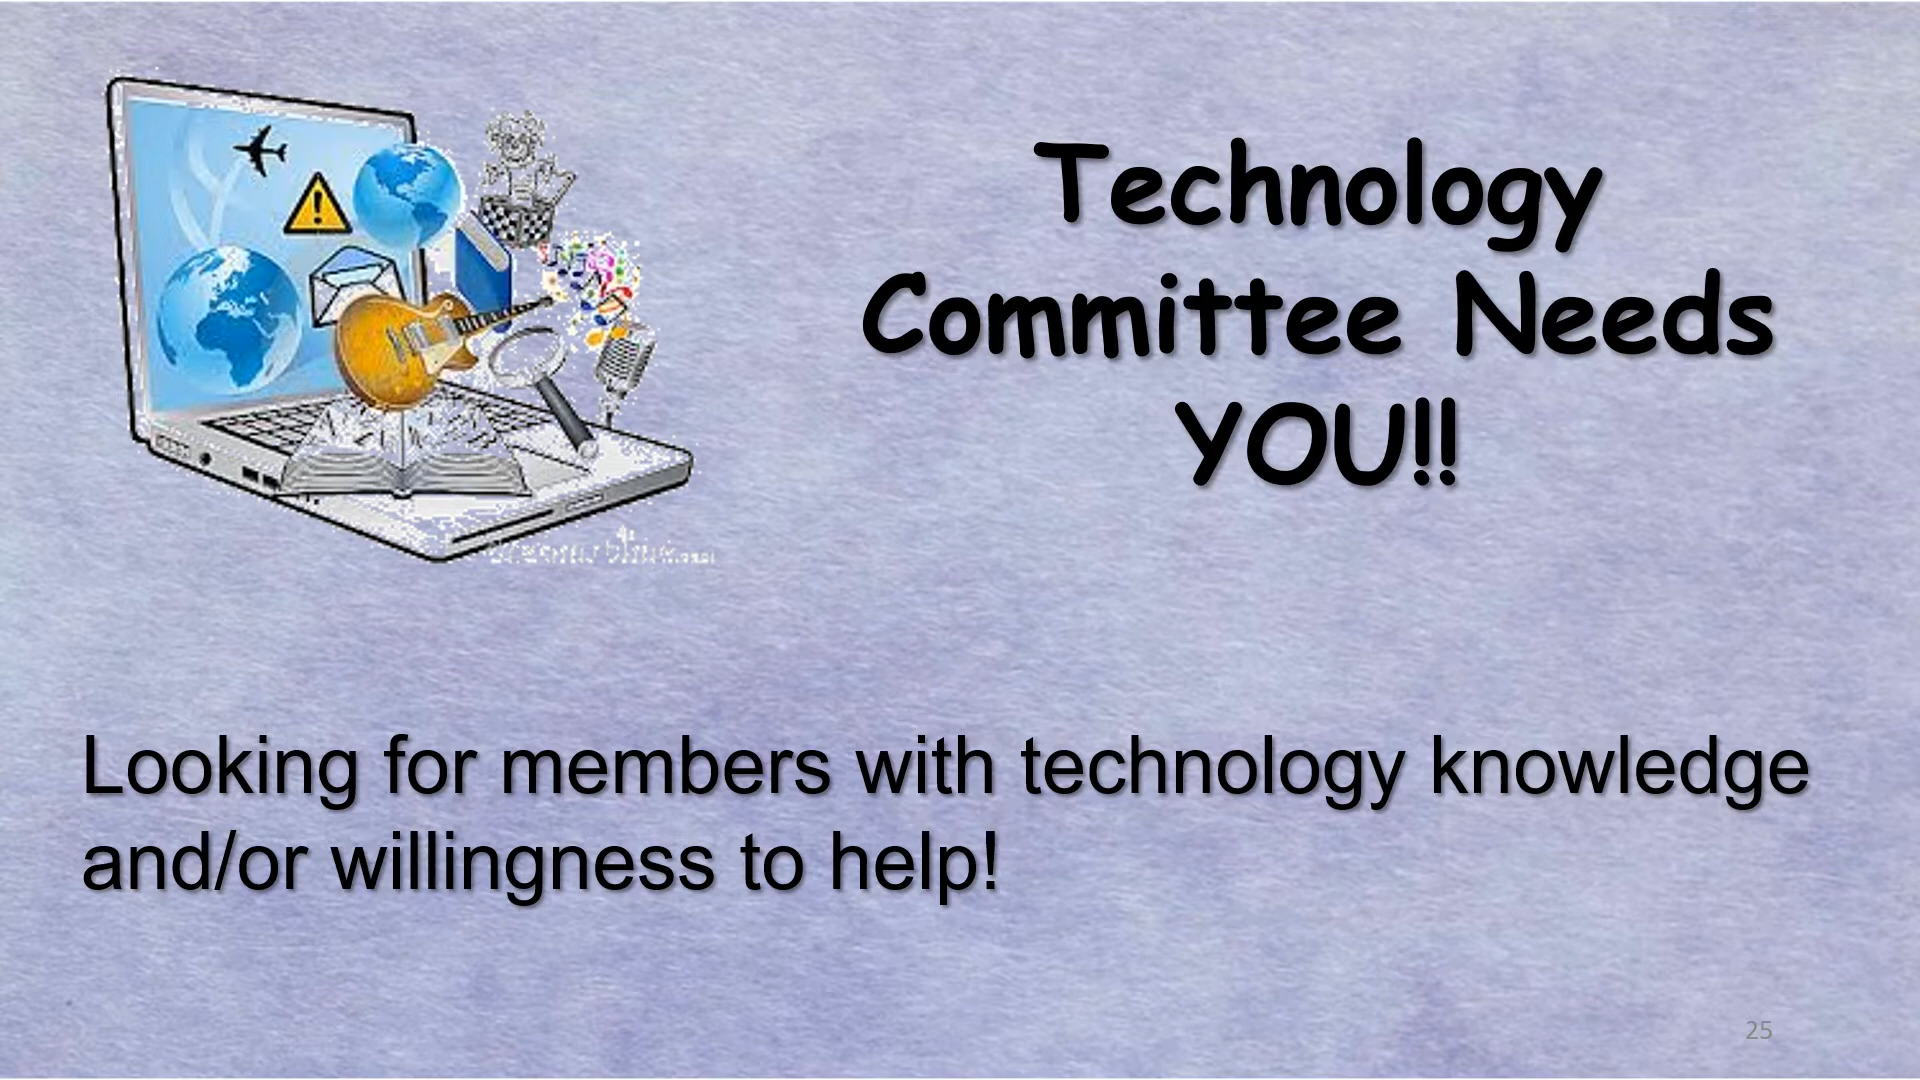 Technology
Committee Needs
YOU!!
Looking for members with technology knowledge
and/or willingness to help!
25